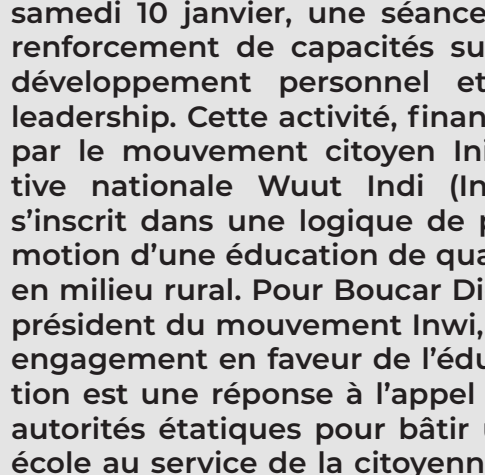 samedi 10 janvier, une séance
renforcement de capacités su
développement personnel et
leadership. Cette activité, finan
par le mouvement citoyen Ini
tive nationale Wuut Indi (In
s’inscrit dans une logique de p
motion d’une éducation de qua
en milieu rural. Pour Boucar Di
président du mouvement Inwi,
engagement en faveur de l’édu
tion est une réponse à l’appel
autorités étatiques pour bâtir u
école au service de la citoyenn